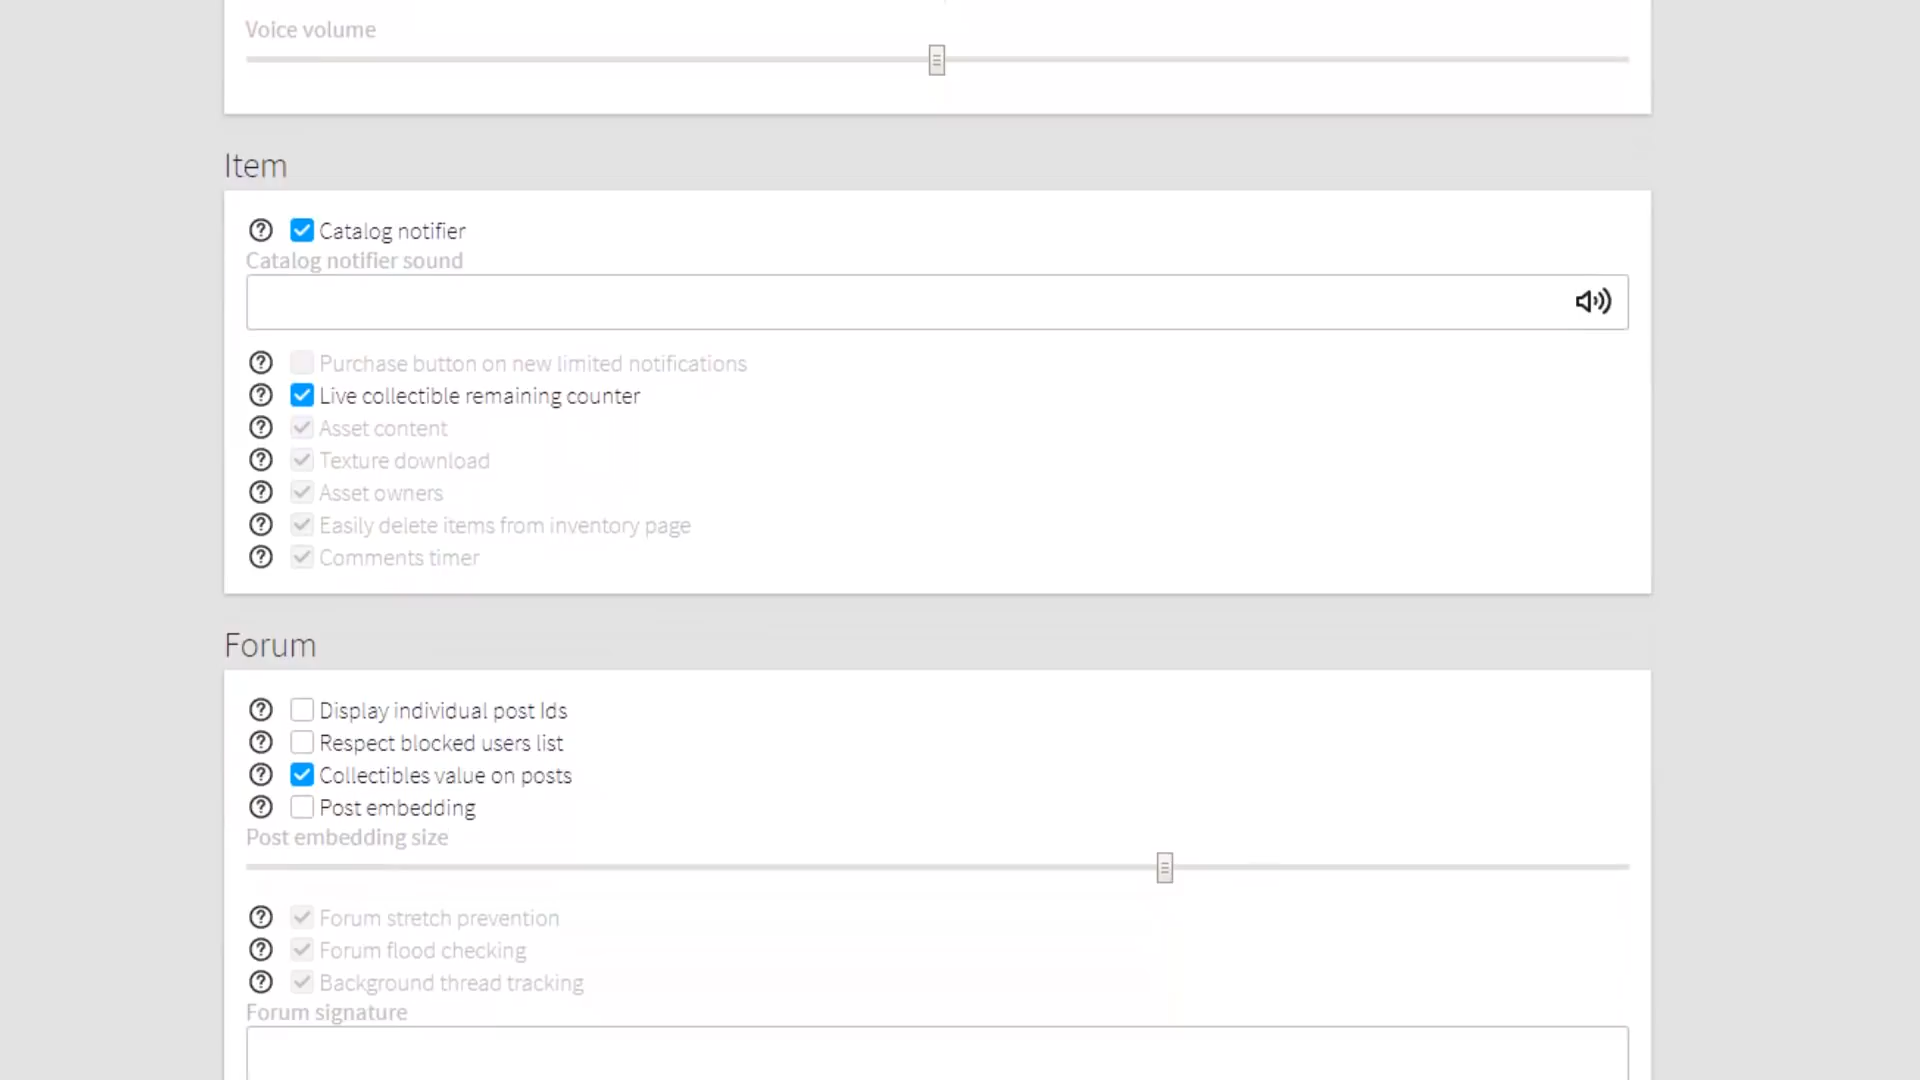 Voice volume
Item
Catalog notifier
Catalog notifier sound
Purchase button on new limited notifications
Live collectible remaining counter
Asset content
Texture download
Asset owners
Easily delete items from inventory page
Comments timer
Forum
Display individual post Ids
Respect blocked users list
Collectibles value on posts
Post embedding
Post embedding size
Forum stretch prevention
Forum flood checking
Background thread tracking
Forum signature